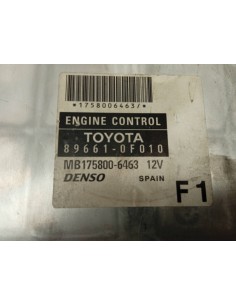 *1758006463/*
ENGINE CONTROL
TOYOTA
89661-0F010
MB175800-6463 12V
DENSO SPAIN F1